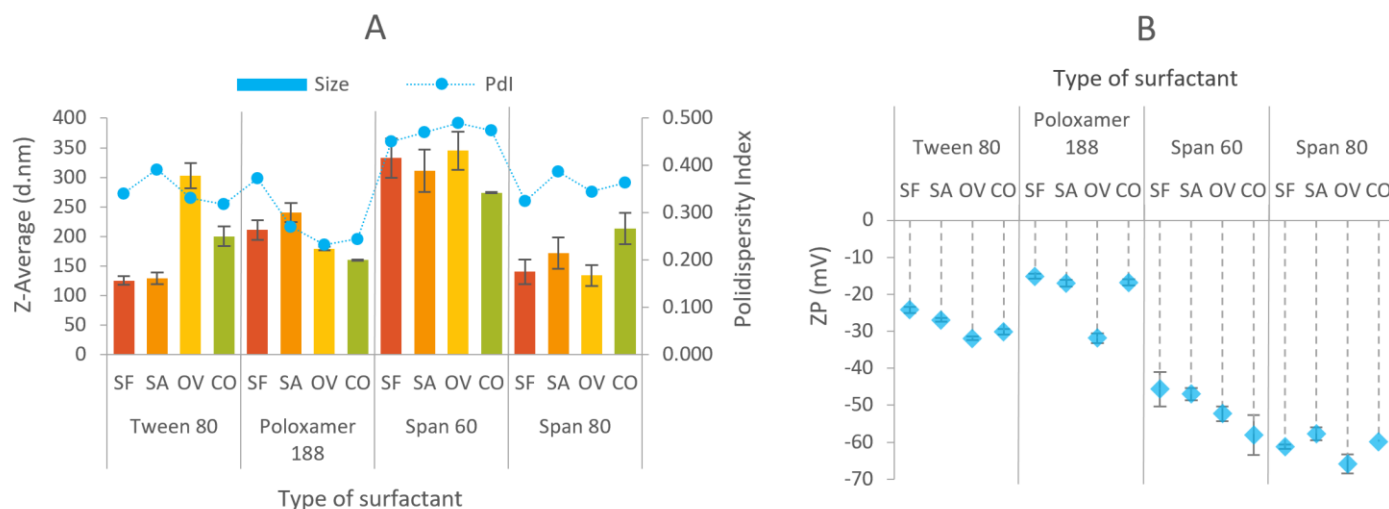 A
Size PdI
Z-Average (d.nm)
400
350
300
250
200
150
100
50
0
0.500
0.400
0.300
0.200
0.100
0.000
Polidispersity Index
SF SA OV CO SF SA OV CO SF SA OV CO SF SA OV CO
Tween 80 Poloxamer Span 60 Span 80
188
Type of surfactant
B
Type of surfactant
Poloxamer
Tween 80 188 Span 60 Span 80
SF SA OV CO SF SA OV CO SF SA OV CO SF SA OV CO
ZP (mV)
0
-10
-20
-30
-40
-50
-60
-70